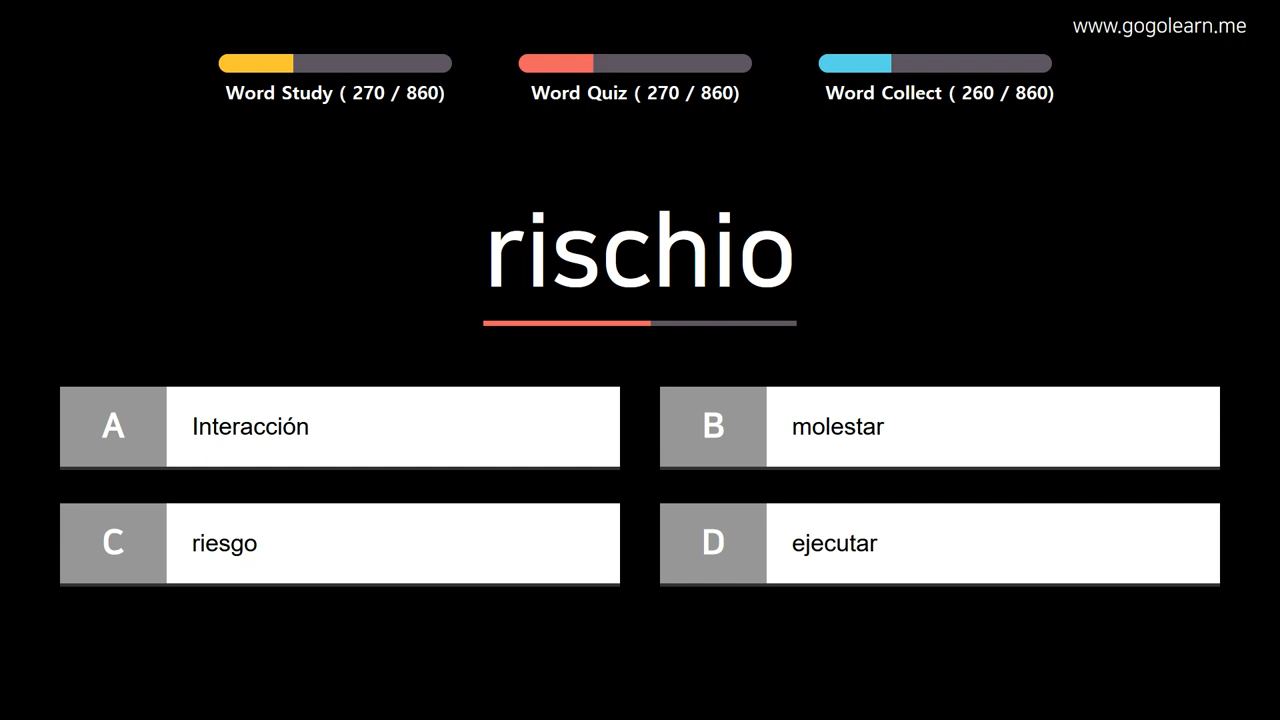 www.gogolearn.me
Word Study ( 270 / 860)
Word Quiz ( 270 / 860)
Word Collect ( 260 / 860)
rischio
A Interacción
B molestar
C riesgo
D ejecutar